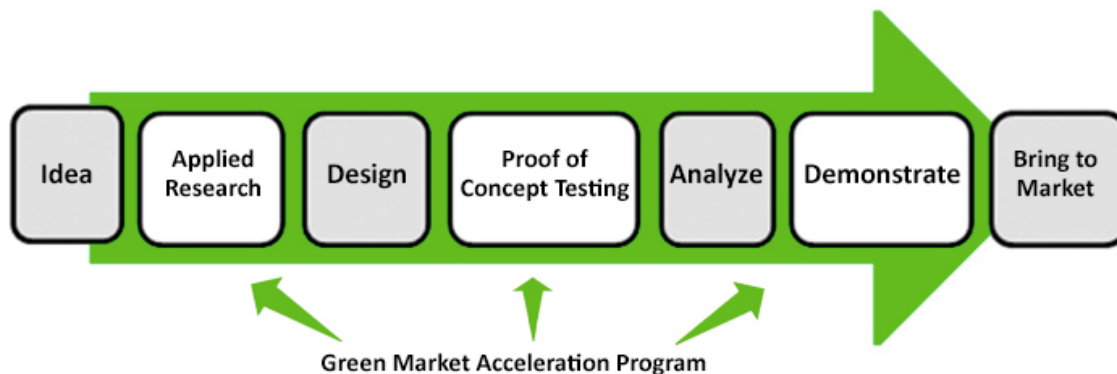 Idea
Applied
Research
Design
Proof of
Concept Testing
Analyze
Demonstrate
Bring to
Market
Green Market Acceleration Program